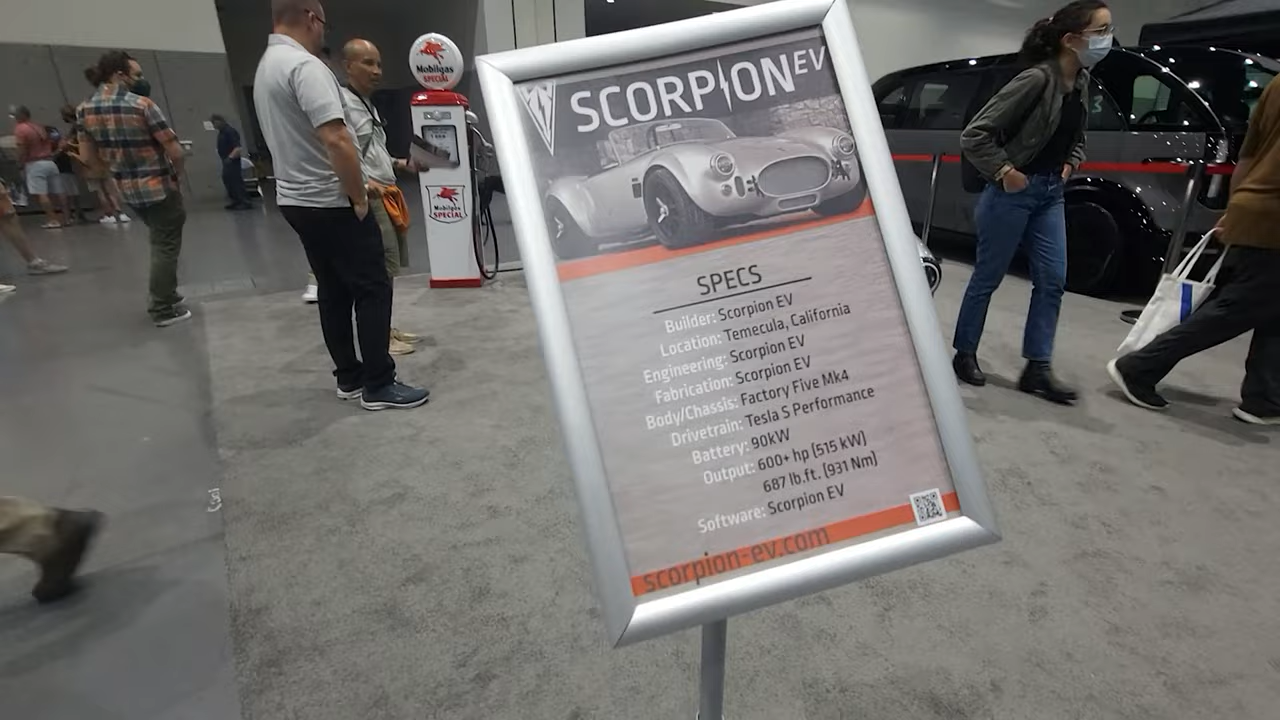 Mobilgas
SPECIAL
SPECIAL
SCORPION EV
SPECS
Builder: Scorpion EV
Location: Temecula, California
Engineering: Scorpion EV
Fabrication: Scorpion EV
Body/Chassis: Factory Five Mk4
Drivetrain: Tesla S Performance
Battery: 90kW
Output: 600+ hp (515 kW)
687 lb.ft. (931 Nm)
Software: Scorpion EV
scorpion-ev.com